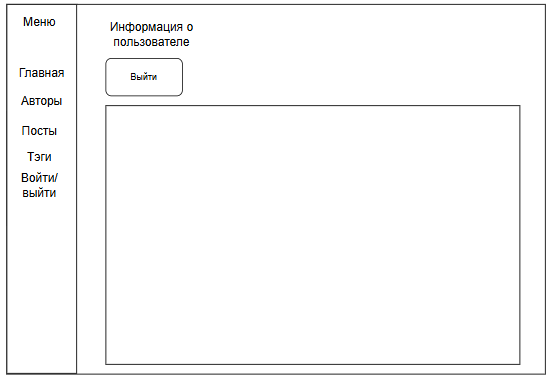 Меню
Главная
Авторы
Посты
Тэги
Войти/
выйти
Информация о
пользователе
Выйти